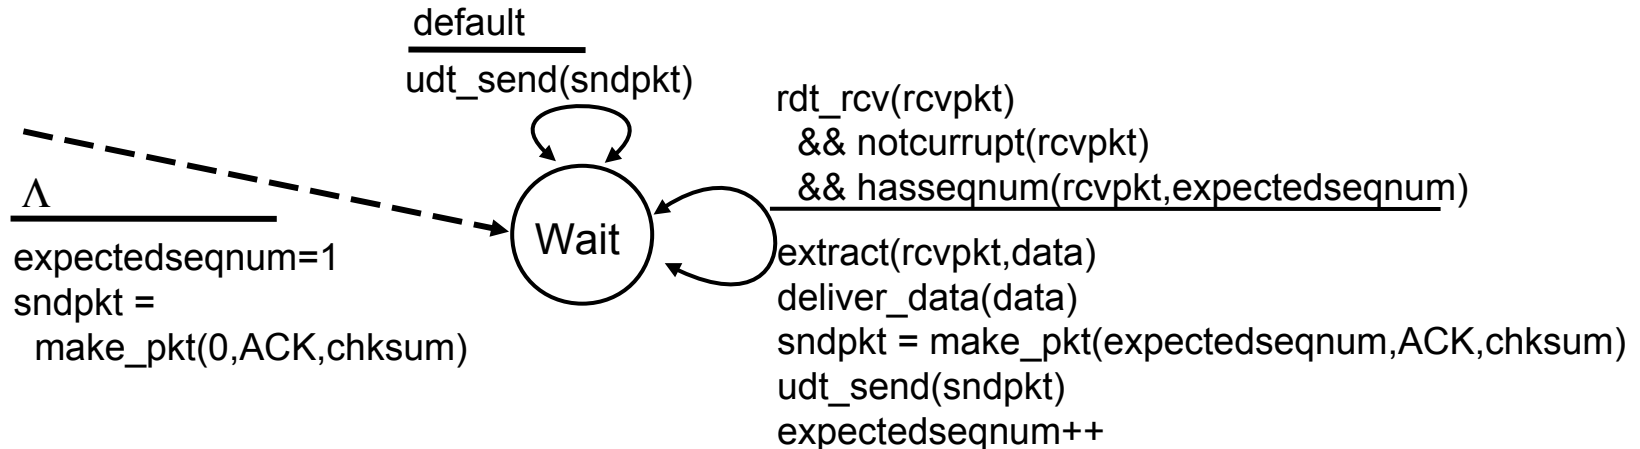 default
udt_send(sndpkt)
rdt_rcv(rcvpkt)
&& notcurrupt(rcvpkt)
&& hasseqnum(rcvpkt,expectedseqnum)
Λ
expectedseqnum=1
sndpkt =
make_pkt(0,ACK,chksum)
Wait
extract(rcvpkt,data)
deliver_data(data)
sndpkt = make_pkt(expectedseqnum,ACK,chksum)
udt_send(sndpkt)
expectedseqnum++